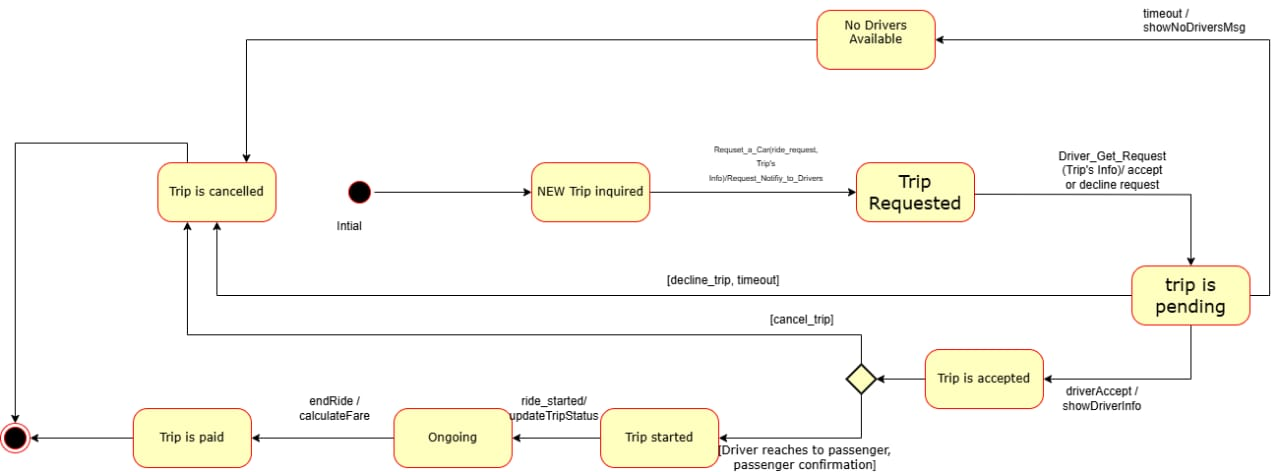 timeout /
showNoDriversMsg
No Drivers
Available
Requset_a_Car(ride_request,
Trip's
Info)/Request_Notifiy_to_Drivers
Driver_Get_Request
(Trip's Info)/ accept
or decline request
Trip is cancelled
NEW Trip inquired
Trip
Requested
Intial
[decline_trip, timeout]
trip is
pending
[cancel_trip]
Trip is accepted
driverAccept /
showDriverInfo
endRide /
calculateFare
ride_started/
updateTripStatus
Trip is paid
Ongoing
Trip started
[Driver reaches to passenger,
passenger confirmation]